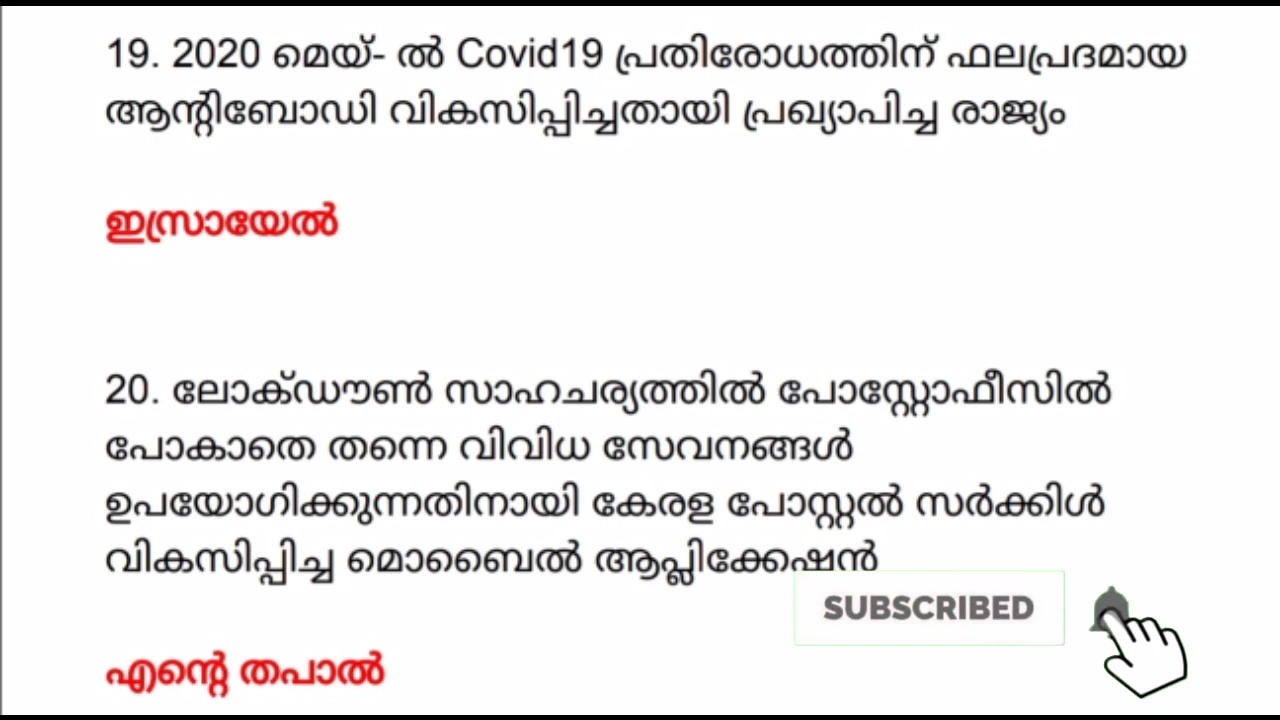 19. 2020 മെയ്- ൽ Covid19 പ്രതിരോധത്തിന് ഫലപ്രദമായ
ആന്റിബോഡി വികസിപ്പിച്ചതായി പ്രഖ്യാപിച്ച രാജ്യം
ഇസ്രായേൽ
20. ലോക്ഡൗൺ സാഹചര്യത്തിൽ പോസ്റ്റോഫീസിൽ
പോകാതെ തന്നെ വിവിധ സേവനങ്ങൾ
ഉപയോഗിക്കുന്നതിനായി കേരള പോസ്റ്റൽ സർക്കിൾ
വികസിപ്പിച്ച മൊബൈൽ ആപ്ലിക്കേഷൻ
SUBSCRIBED
എന്റെ തപാൽ